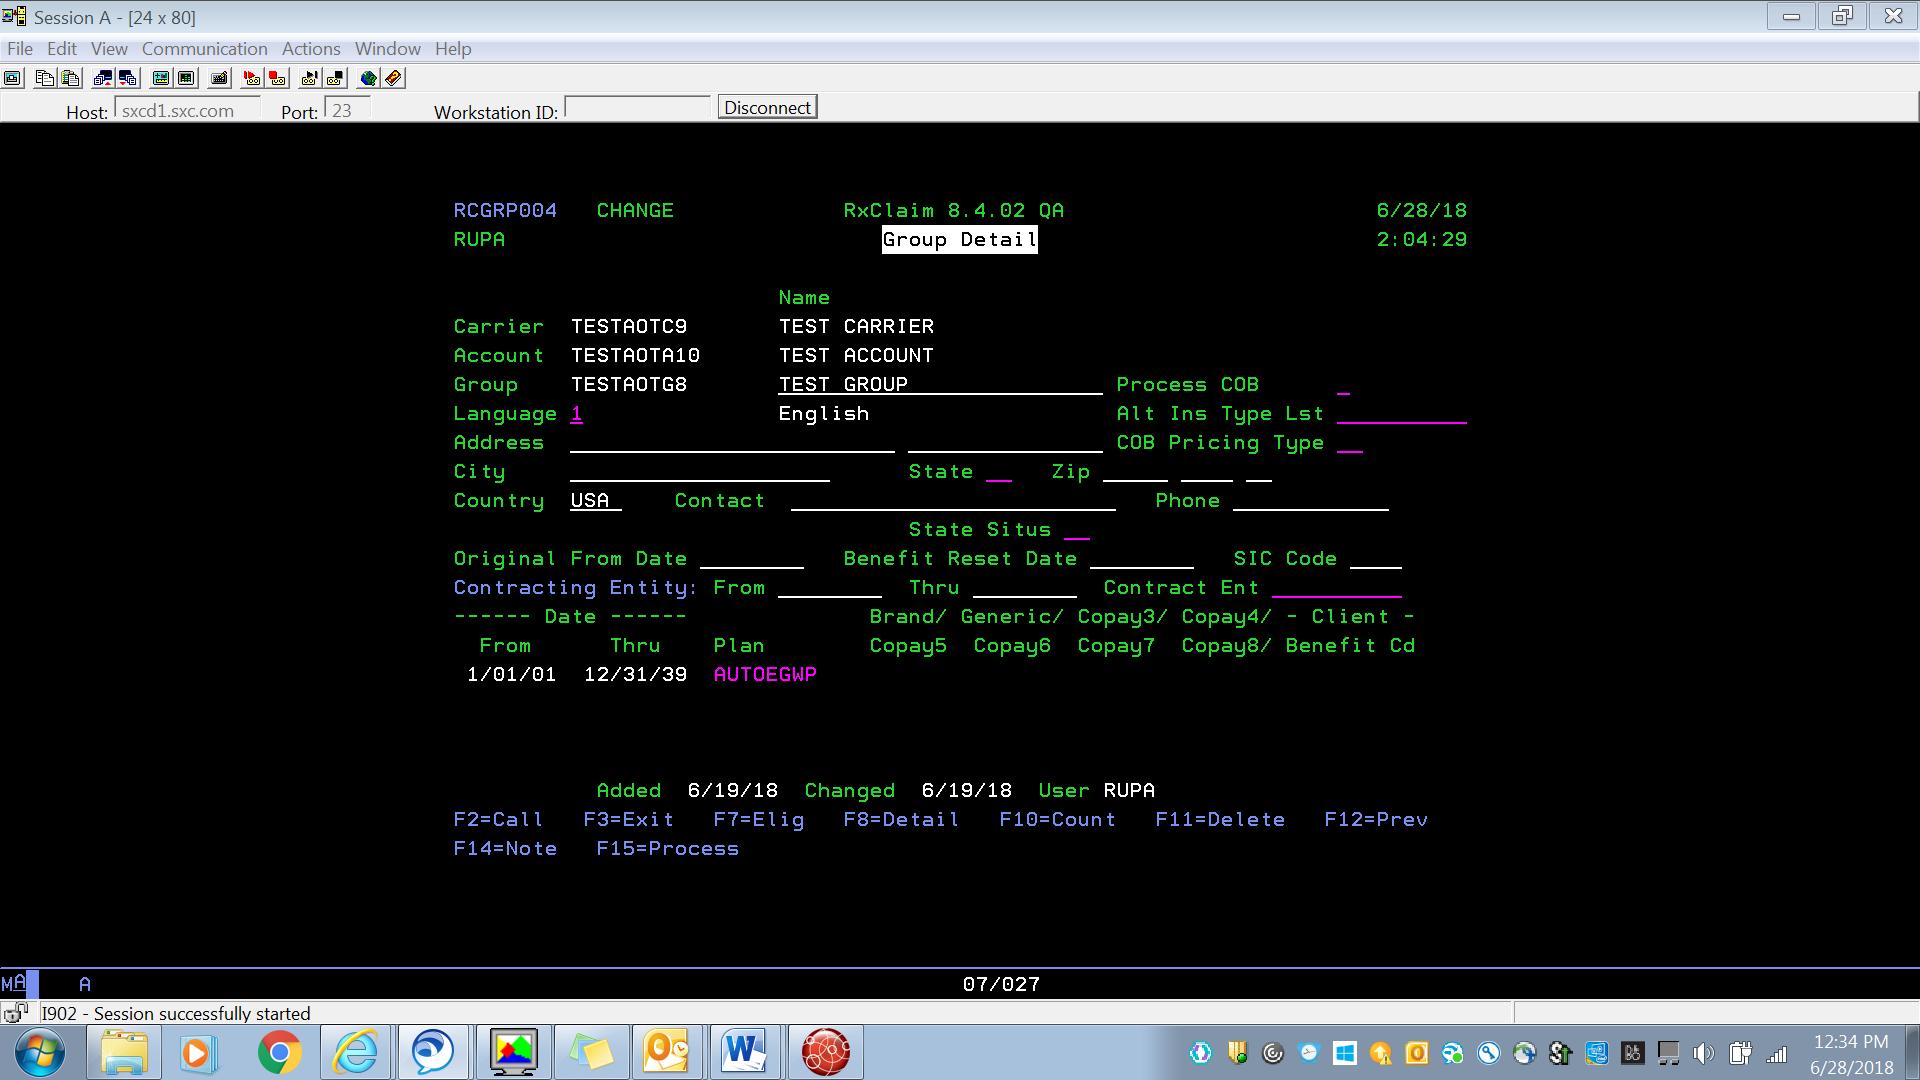 Session A - [24 x 80]
File Edit View Communication Actions Window Help
Host: sxcd1.sxc.com Port: 23 Workstation ID: Disconnect
RCGRP004 CHANGE RxClaim 8.4.02 QA 6/28/18
RUPA Group Detail 2:04:29
Name
Carrier TESTAOTC9 TEST CARRIER
Account TESTAOTA10 TEST ACCOUNT
Group TESTAOTG8 TEST GROUP Process COB
Language 1 English Alt Ins Type Lst
Address COB Pricing Type
City State Zip
Country USA Contact Phone
State Situs
Original From Date Benefit Reset Date SIC Code
Contracting Entity: From Thru Contract Ent
------ Date ------ Brand/ Generic/ Copay3/ Copay4/ - Client -
From Thru Plan Copay5 Copay6 Copay7 Copay8/ Benefit Cd
1/01/01 12/31/39 AUTOEGWP
Added 6/19/18 Changed 6/19/18 User RUPA
F2=Call F3=Exit F7=Elig F8=Detail F10=Count F11=Delete F12=Prev
F14=Note F15=Process
MA A 07/027
I902 - Session successfully started
12:34 PM
6/28/2018